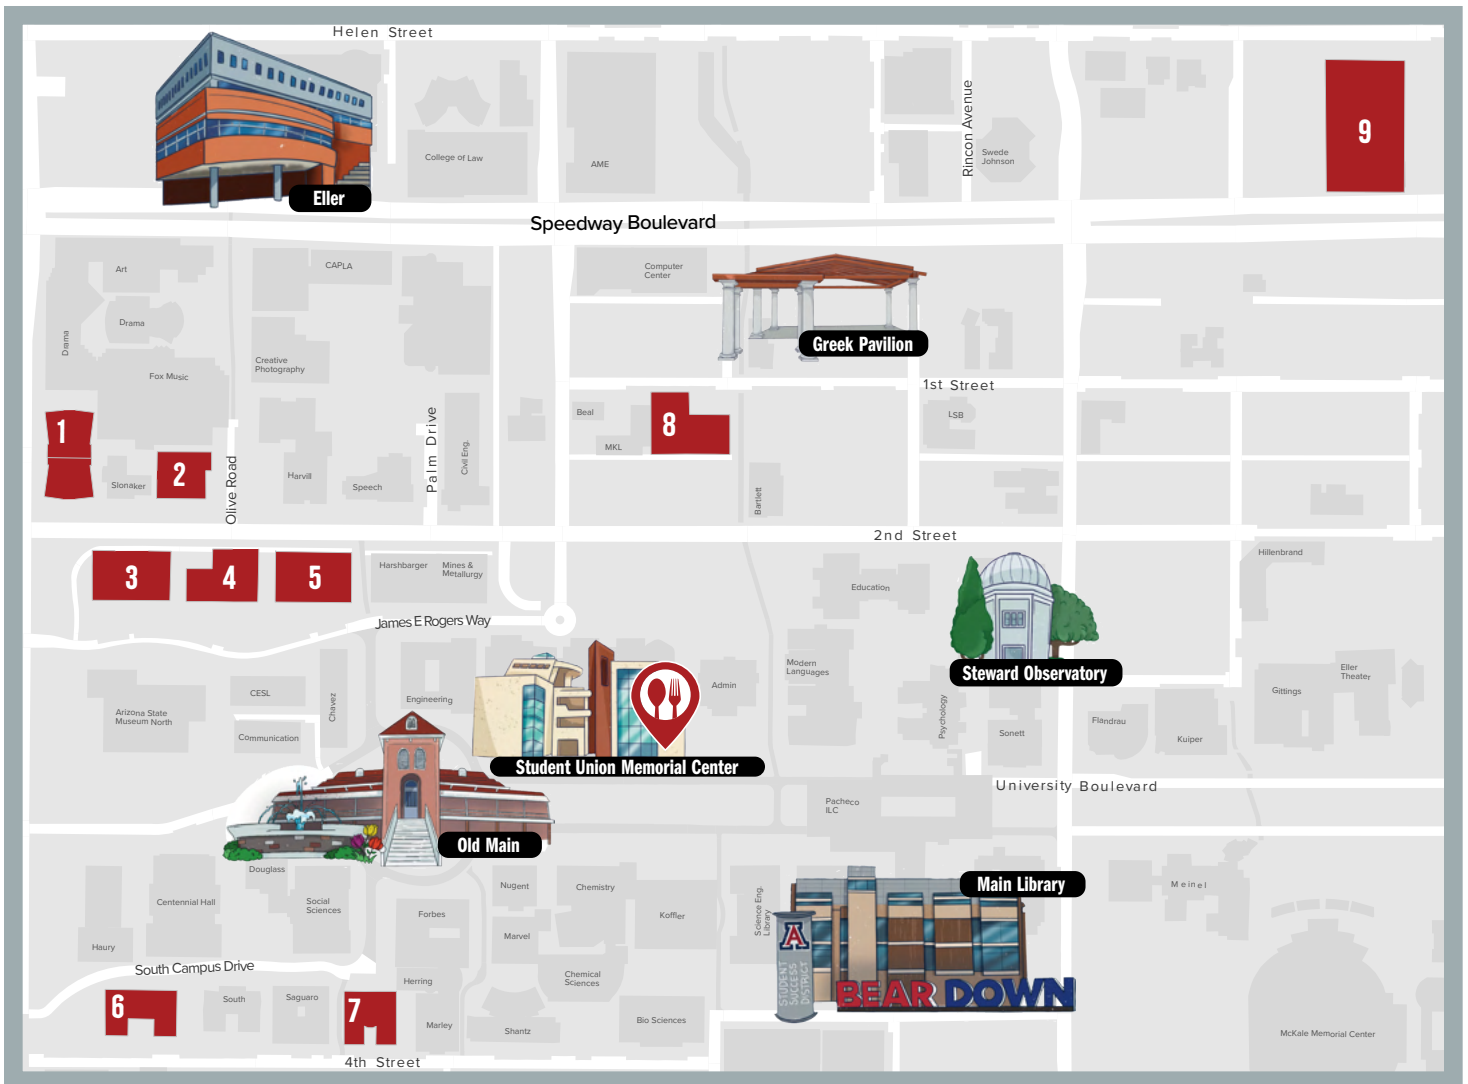 Helen Street
College of Law
AME
Rincon Avenue
Swede
Johnson
9
Eller
Speedway Boulevard
Art
CAPLA
Computer
Center
Drama
Drama
Greek Pavilion
Creative
Photography
Fox Music
1st Street
1
Beal
8
LSB
MKL
Palm Drive
Civil Eng.
2
Slonaker
Olive Road
Harvill
Speech
Bartlett
2nd Street
Hillenbrand
3
4
5
Harshbarger
Mines &
Metallurgy
Education
James E Rogers Way
Modern
Languages
Steward Observatory
Eller
Theater
CESL
Chavez
Engineering
Admin
Gittings
Arizona State
Museum North
Communication
Psychology
Sonett
Flandrau
Kuiper
Student Union Memorial Center
University Boulevard
Pacheco
ILC
Old Main
Douglass
Main Library
Meinel
Nugent
Chemistry
Centennial Hall
Social
Sciences
Forbes
Koffler
Science Eng.
Library
A
STUDENT
SUCCESS
DISTRICT
BEAR DOWN
Haury
Marvel
South Campus Drive
Herring
Chemical
Sciences
6
South
Saguaro
7
Marley
Shantz
Bio Sciences
McKale Memorial Center
4th Street